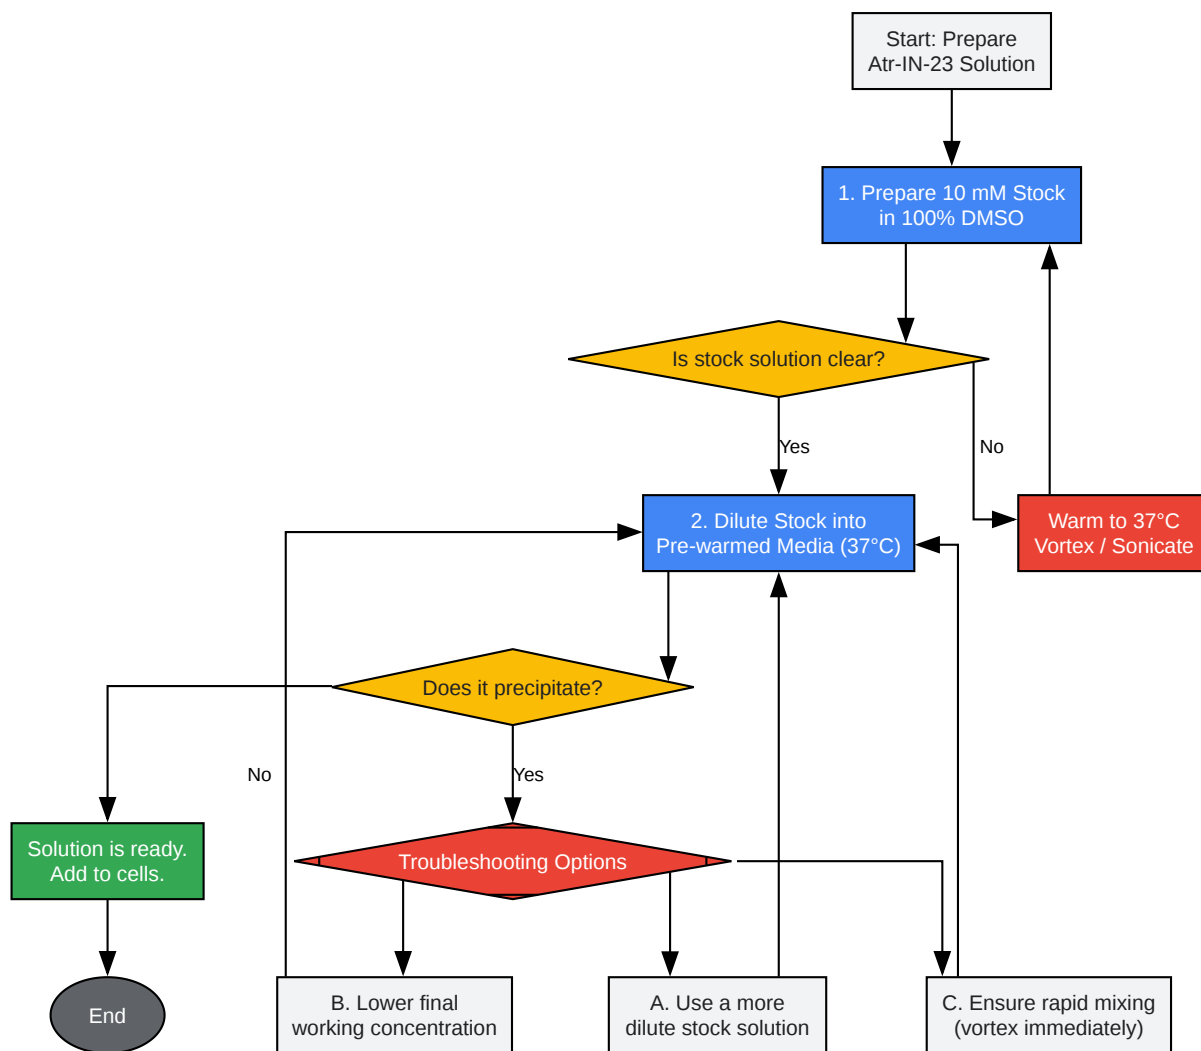 Start: Prepare
Atr-IN-23 Solution
1. Prepare 10 mM Stock
in 100% DMSO
Is stock solution clear?
Yes
No
2. Dilute Stock into
Pre-warmed Media (37°C)
Warm to 37°C
Vortex / Sonicate
Does it precipitate?
No
Yes
Solution is ready.
Add to cells.
Troubleshooting Options
End
B. Lower final
working concentration
A. Use a more
dilute stock solution
C. Ensure rapid mixing
(vortex immediately)